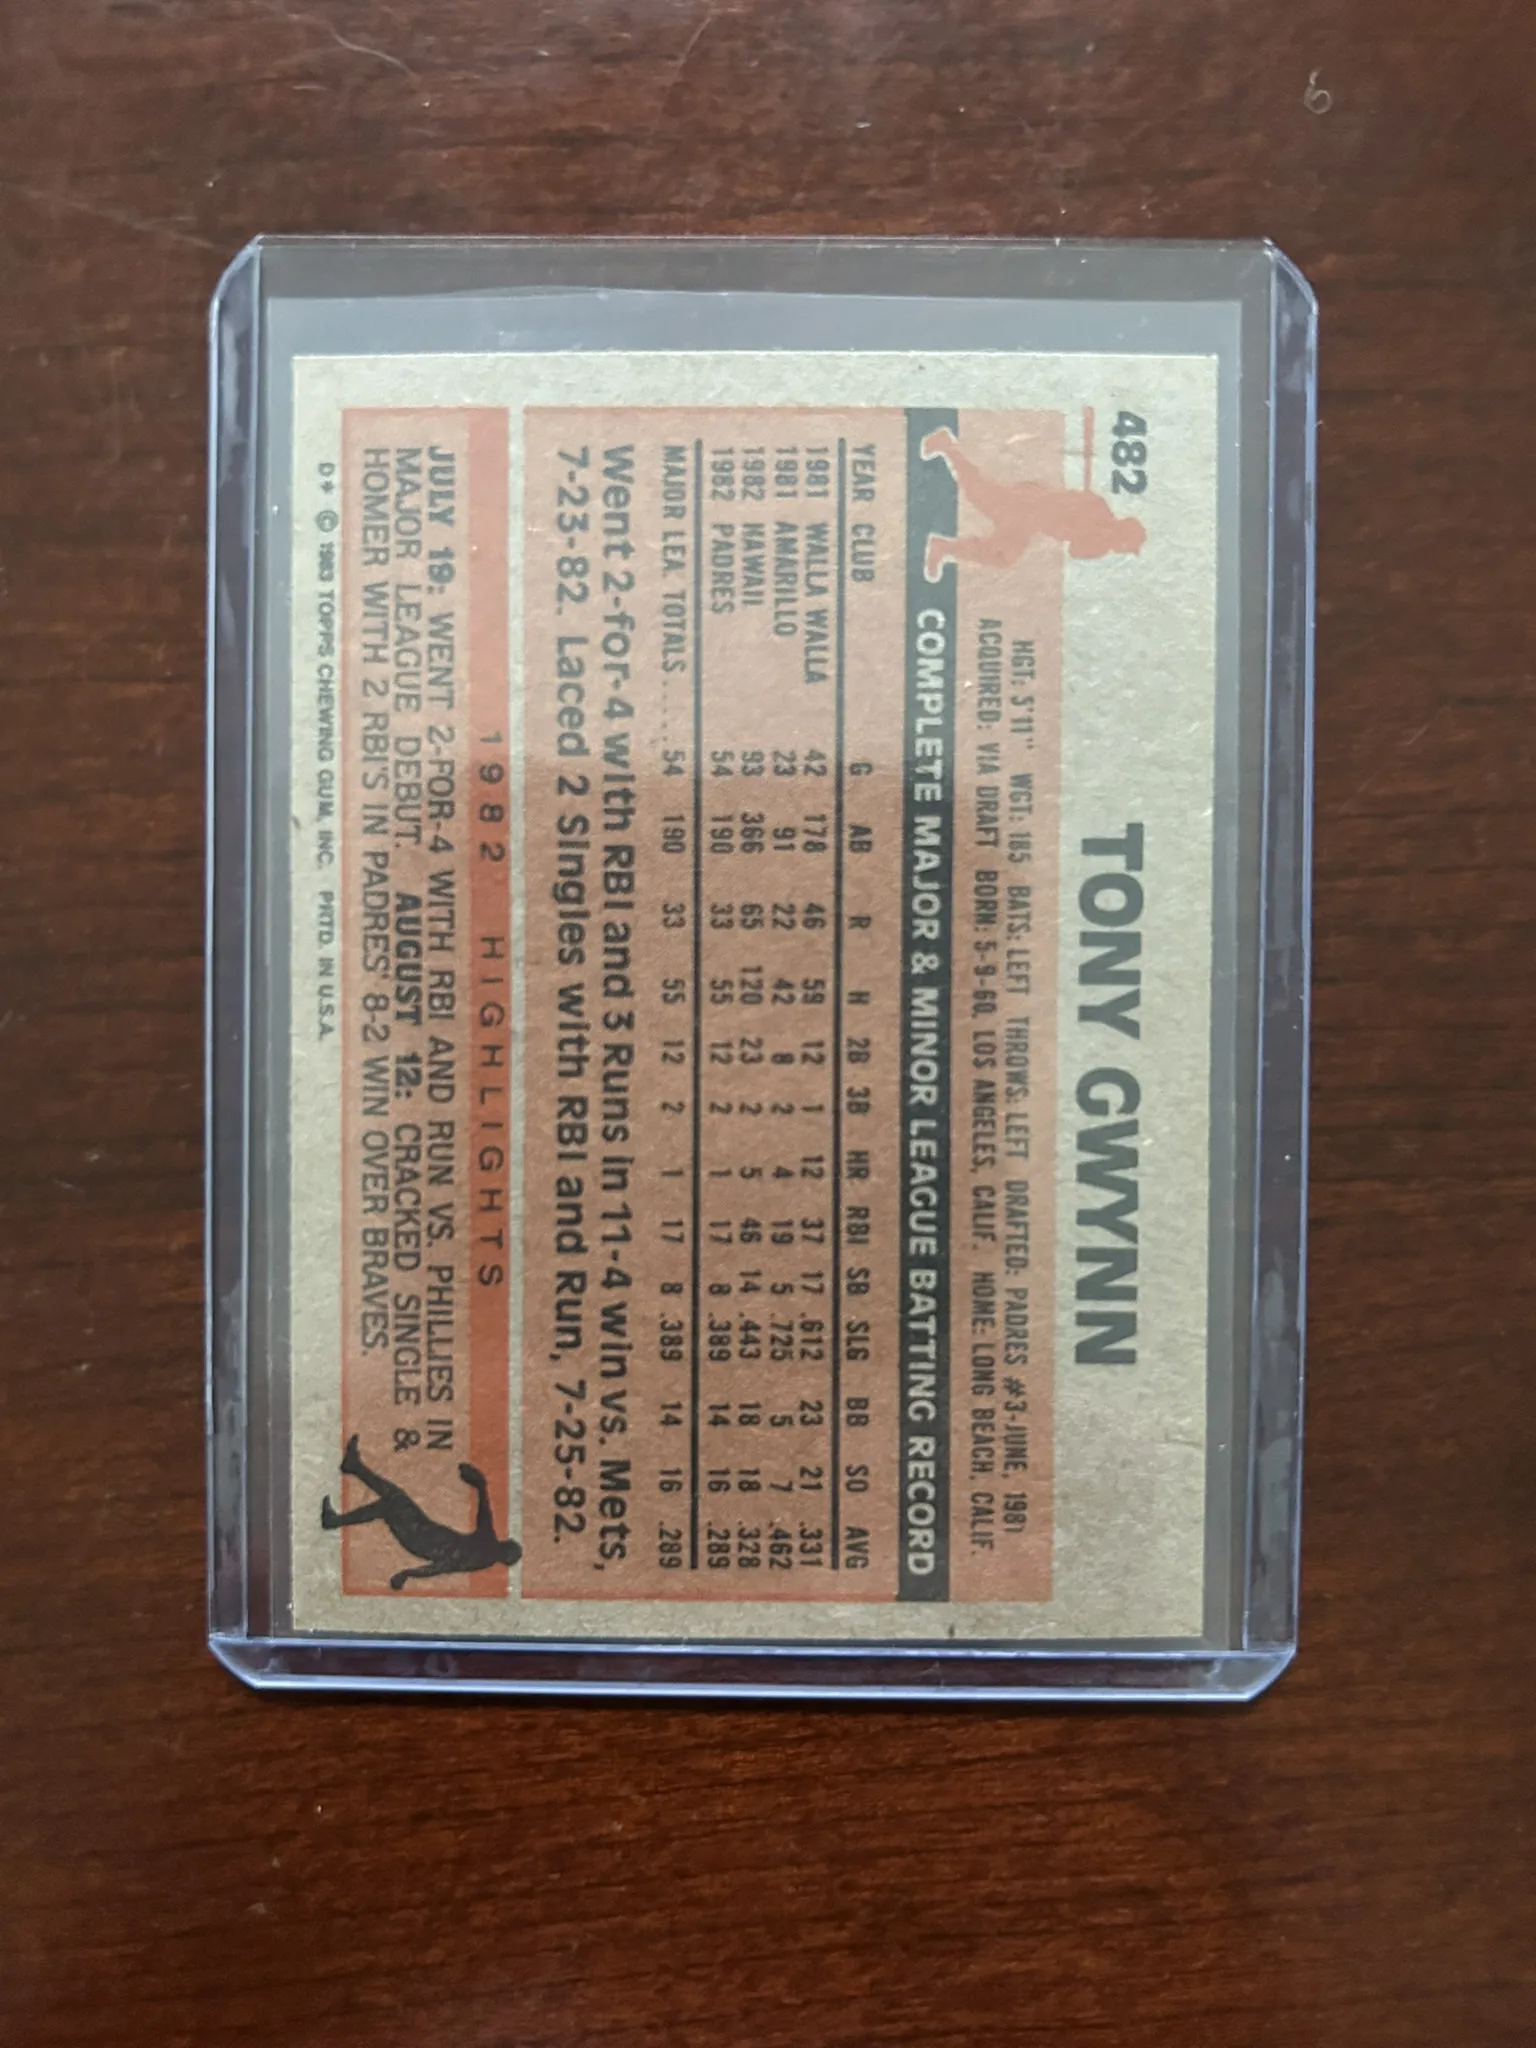 482
TONY GWYNN
HGT: 5'11" WGT: 185 BATS: LEFT THROWS: LEFT DRAFTED: PADRES #3-JUNE, 1981
ACQUIRED: VIA DRAFT BORN: 5-9-60, LOS ANGELES, CALIF. HOME: LONG BEACH, CALIF.
COMPLETE MAJOR & MINOR LEAGUE BATTING RECORD
YEAR CLUB G AB R H 2B 3B HR RBI SB SLG BB SO AVG
1981 WALLA WALLA 42 178 46 59 12 1 12 37 17 .612 23 21 .331
1981 AMARILLO 23 91 22 42 8 2 4 19 5 .725 5 7 .462
1982 HAWAII 93 366 65 120 23 2 5 46 14 .443 18 18 .328
1982 PADRES 54 190 33 55 12 2 1 17 8 .389 14 16 .289
MAJOR LEA. TOTALS..... 54 190 33 55 12 2 1 17 8 .389 14 16 .289
Went 2-for-4 with RBI and 3 Runs in 11-4 win vs. Mets,
7-23-82. Laced 2 Singles with RBI and Run, 7-25-82.
1982 HIGHLIGHTS
JULY 19: WENT 2-FOR-4 WITH RBI AND RUN VS. PHILLIES IN
MAJOR LEAGUE DEBUT. AUGUST 12: CRACKED SINGLE &
HOMER WITH 2 RBI'S IN PADRES' 8-2 WIN OVER BRAVES.
D* © 1983 TOPPS CHEWING GUM, INC. PRTD. IN U.S.A.